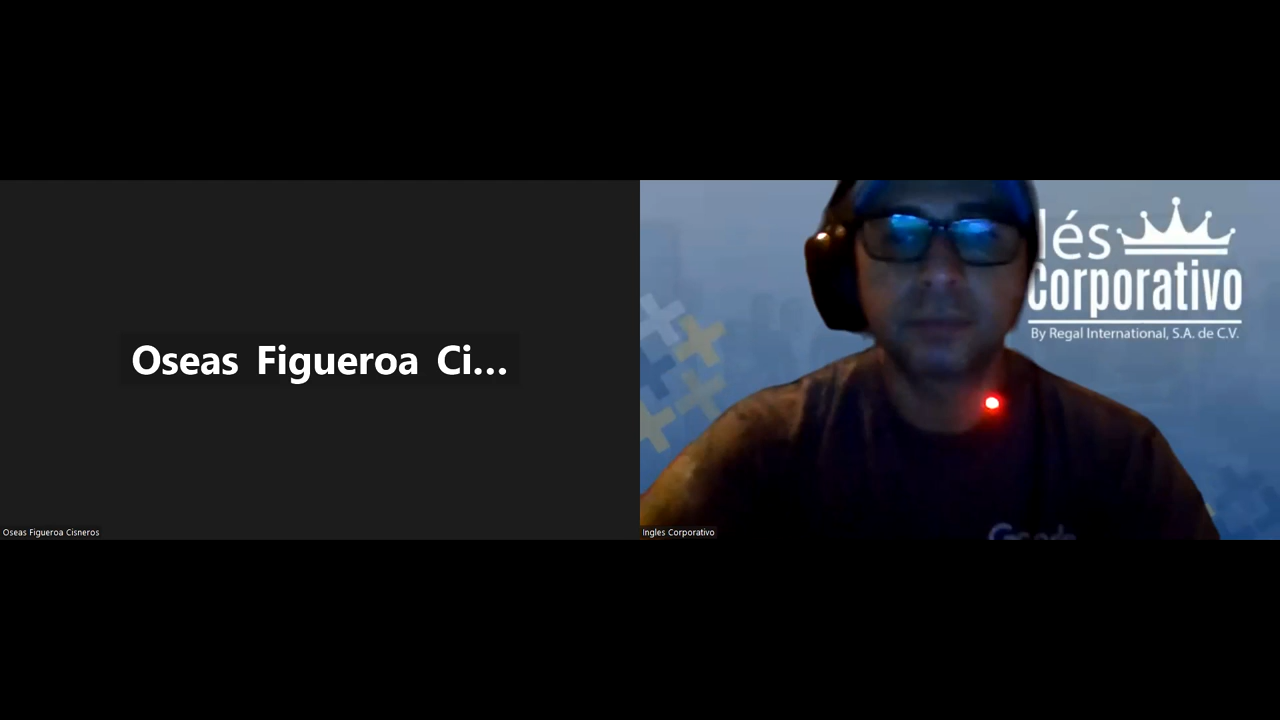 Oseas Figueroa Ci...
Oseas Figueroa Cisneros
lés
Corporativo
By Regal International, S.A. de C.V.
Ingles Corporativo